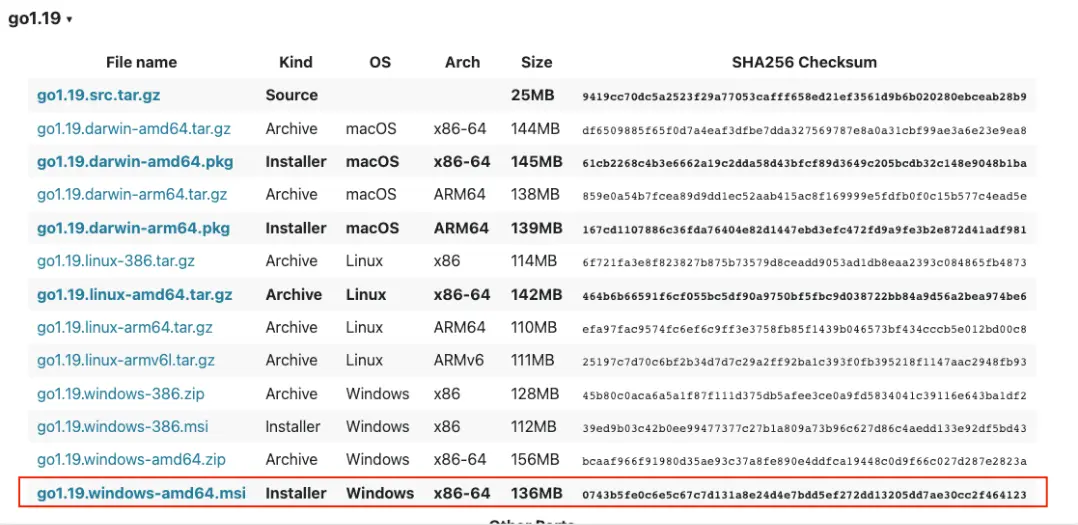 go1.19 ▾
File name Kind OS Arch Size SHA256 Checksum
go1.19.src.tar.gz Source 25MB 9419cc70dc5a2523f29a77053cafff658ed21ef3561d9b6b020280ebceab28b9
go1.19.darwin-amd64.tar.gz Archive macOS x86-64 144MB df6509885f65f0d7a4eaf3dfbe7dda327569787e8a0a31cbf99ae3a6e23e9ea8
go1.19.darwin-amd64.pkg Installer macOS x86-64 145MB 61cb2268c4b3e6662a19c2dda58d43bfcf89d3649c205bcdb32c148e9048b1ba
go1.19.darwin-arm64.tar.gz Archive macOS ARM64 138MB 859e0a54b7fcea89d9dd1ec52aab415ac8f169999e5fdfb0f0c15b577c4ead5e
go1.19.darwin-arm64.pkg Installer macOS ARM64 139MB 167cd1107886c36fda76404e82d1447ebd3efc472fd9a9fe3b2e872d41adf981
go1.19.linux-386.tar.gz Archive Linux x86 114MB 6f721fa3e8f823827b875b73579d8ceadd9053ad1db8eaa2393c084865fb4873
go1.19.linux-amd64.tar.gz Archive Linux x86-64 142MB 464b6b66591f6cf055bc5df90a9750bf5fbc9d038722bb84a9d56a2bea974be6
go1.19.linux-arm64.tar.gz Archive Linux ARM64 110MB efa97fac9574fc6ef6c9ff3e3758fb85f1439b046573bf434cccb5e012bd00c8
go1.19.linux-armv6l.tar.gz Archive Linux ARMv6 111MB 25197c7d70c6bf2b34d7d7c29a2ff92ba1c393f0fb395218f1147aac2948fb93
go1.19.windows-386.zip Archive Windows x86 128MB 45b80c0aca6a5a1f87f111d375db5afee3ce0a9fd5834041c39116e643ba1df2
go1.19.windows-386.msi Installer Windows x86 112MB 39ed9b03c42b0ee99477377c27b1a809a73b96c627d86c4aedd133e92df5bd43
go1.19.windows-amd64.zip Archive Windows x86-64 156MB bcaaf966f91980d35ae93c37a8fe890e4ddfca19448c0d9f66c027d287e2823a
go1.19.windows-amd64.msi Installer Windows x86-64 136MB 0743b5fe0c6e5c67c7d131a8e24d4e7bdd5ef272dd13205dd7ae30cc2f464123
Other Ports